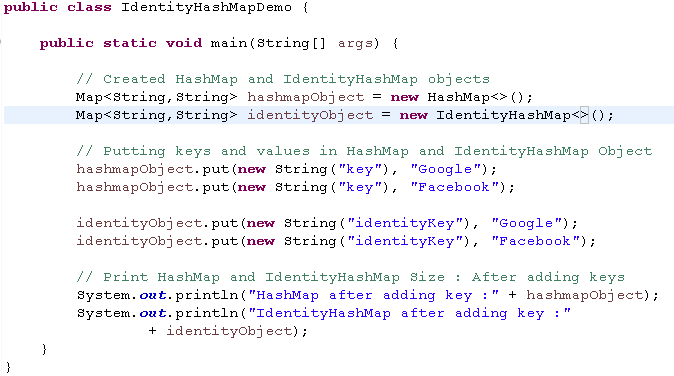 public class IdentityHashMapDemo {
public static void main(String[] args) {
// Created HashMap and IdentityHashMap objects
Map<String,String> hashmapObject = new HashMap<>();
Map<String,String> identityObject = new IdentityHashMap<>();
// Putting keys and values in HashMap and IdentityHashMap Object
hashmapObject.put(new String("key"), "Google");
hashmapObject.put(new String("key"), "Facebook");
identityObject.put(new String("identityKey"), "Google");
identityObject.put(new String("identityKey"), "Facebook");
// Print HashMap and IdentityHashMap Size : After adding keys
System.out.println("HashMap after adding key :" + hashmapObject);
System.out.println("IdentityHashMap after adding key :"
+ identityObject);
}
}